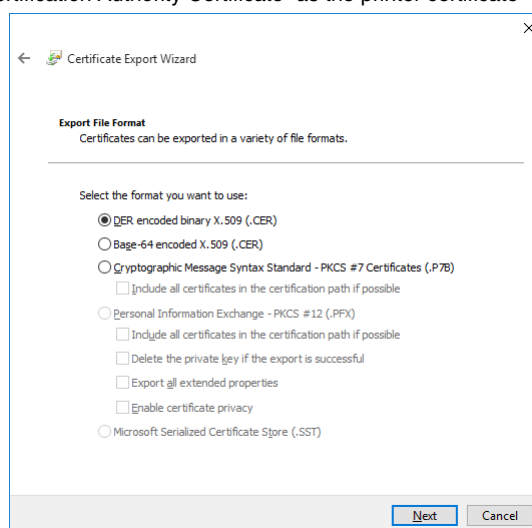 Certification Authority Certificate" as the printer certificate
Certificate Export Wizard
Export File Format
Certificates can be exported in a variety of file formats.
Select the format you want to use:
DER encoded binary X.509 (.CER)
Base-64 encoded X.509 (.CER)
Cryptographic Message Syntax Standard - PKCS #7 Certificates (.P7B)
Include all certificates in the certification path if possible
Personal Information Exchange - PKCS #12 (.PFX)
Include all certificates in the certification path if possible
Delete the private key if the export is successful
Export all extended properties
Enable certificate privacy
Microsoft Serialized Certificate Store (.SST)
Next Cancel